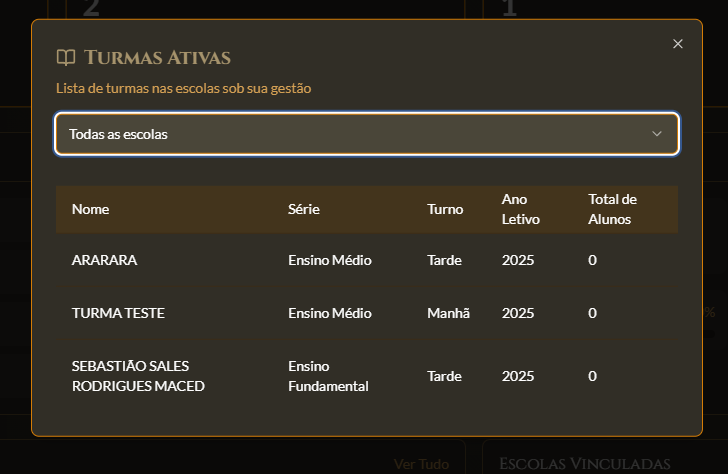 2
1
TURMAS ATIVAS
Lista de turmas nas escolas sob sua gestão
Todas as escolas
Nome Série Turno Ano Letivo Total de Alunos
ARARARA Ensino Médio Tarde 2025 0
TURMA TESTE Ensino Médio Manhã 2025 0
SEBASTIÃO SALES RODRIGUES MACED Ensino Fundamental Tarde 2025 0
%
Ver Tudo
ESCOLAS VINCULADAS